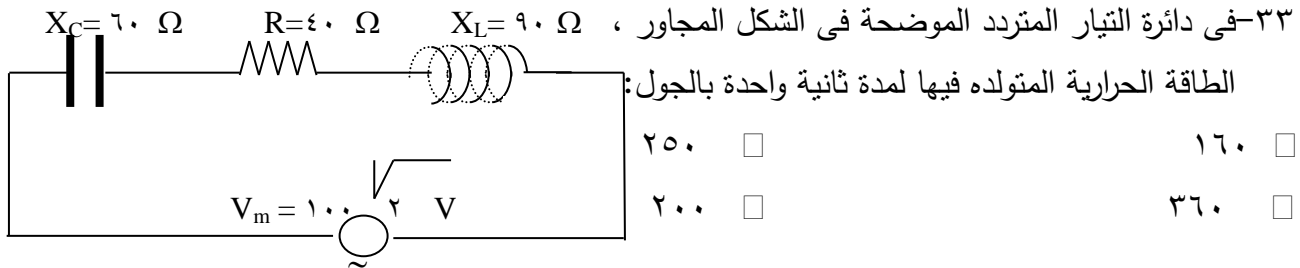 ٣٣-فى دائرة التيار المتردد الموضحة فى الشكل المجاور ،
الطاقة الحرارية المتولده فيها لمدة ثانية واحدة بالجول:
□ ١٦٠ □ ٢٥٠
□ ٣٦٠ □ ٢٠٠
X_C= ٦٠ Ω R=٤٠ Ω X_L= ٩٠ Ω
V_m = ١٠٠ √٢ V
~